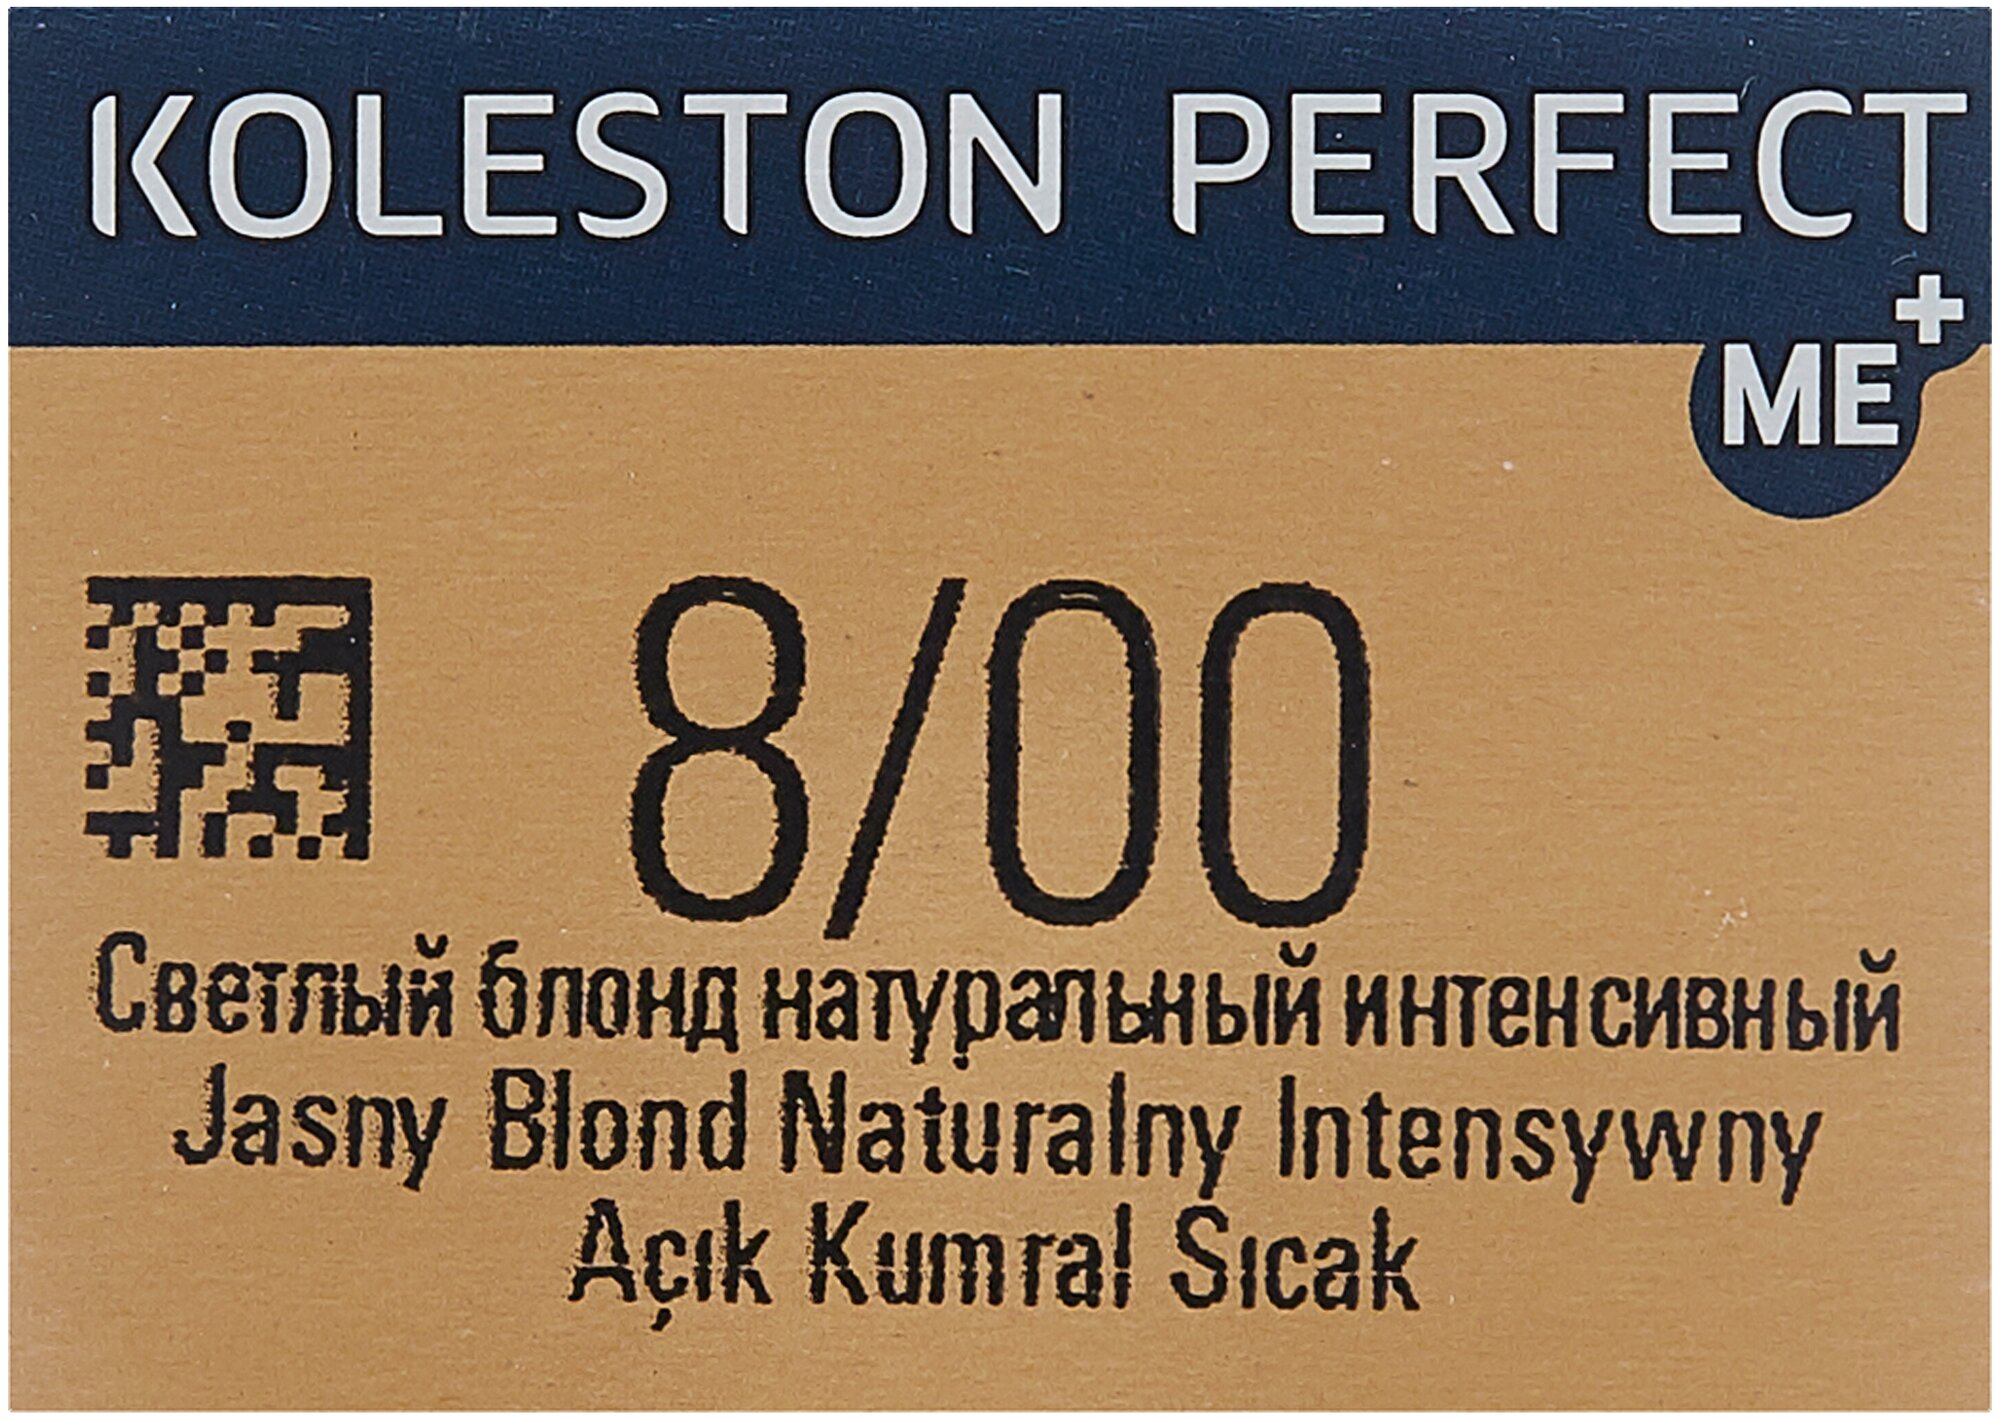 KOLESTON PERFECT
ME+
8/00
Светлый блонд натуральный интенсивный
Jasny Blond Naturalny Intensywny
Açık Kumral Sıcak